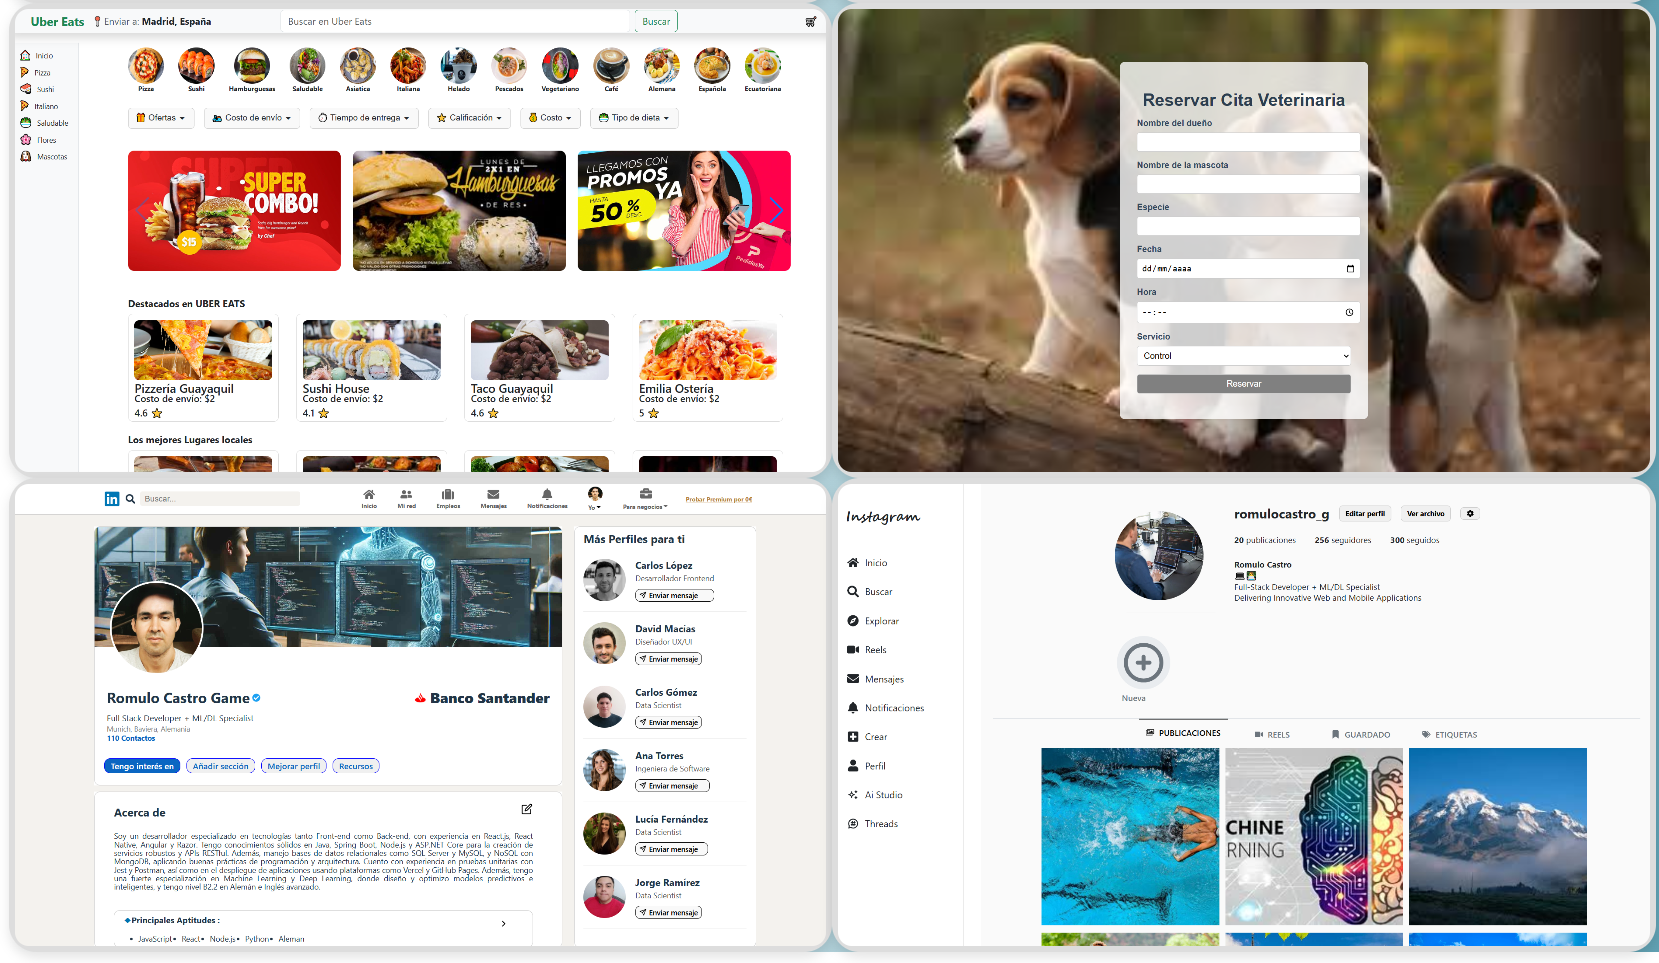 Uber Eats
Enviar a: Madrid, España
Buscar en Uber Eats
Buscar
Inicio
Pizza
Sushi
Italiano
Saludable
Flores
Mascotas
Pizza
Sushi
Hamburguesas
Saludable
Asiatica
Italiana
Helado
Pescados
Vegetariano
Café
Alemana
Española
Ecuatoriana
Ofertas
Costo de envío
Tiempo de entrega
Calificación
Costo
Tipo de dieta
SUPER
SUPER
COMBO!
$15
by Chef
LUNES DE
2X1 EN
Hamburguesas
• DE RES •
LLEGAMOS CON
PROMOS
YA
HASTA
50 %
DESC.
PedidosYa
Destacados en UBER EATS
Pizzería Guayaquil
Costo de envío: $2
4.6
Sushi House
Costo de envío: $2
4.1
Taco Guayaquil
Costo de envío: $2
4.6
Emilia Ostería
Costo de envío: $2
5
Los mejores Lugares locales
Reservar Cita Veterinaria
Nombre del dueño
Nombre de la mascota
Especie
Fecha
dd/mm/aaaa
Hora
--:--
Servicio
Control
Reservar
in
Buscar...
Inicio
Mi red
Empleos
Mensajes
Notificaciones
Yo
Para negocios
Probar Premium por 0€
Romulo Castro Game
Banco Santander
Full Stack Developer + ML/DL Specialist
Munich, Baviera, Alemania
110 Contactos
Tengo interés en
Añadir sección
Mejorar perfil
Recursos
Acerca de
Soy un desarrollador especializado en tecnologías tanto Front-end como Back-end, con experiencia en React.js, React
Native, Angular y Razor. Tengo conocimientos sólidos en Java, Spring Boot, Node.js y ASP.NET Core para la creación de
servicios robustos y APIs RESTful. Además, manejo bases de datos relacionales como SQL Server y MySQL, y NoSQL con
MongoDB, aplicando buenas prácticas de programación y arquitectura. Cuento con experiencia en pruebas unitarias con
Jest y Postman, así como en el despliegue de aplicaciones usando plataformas como Vercel y GitHub Pages. Además, tengo
una fuerte especialización en Machine Learning y Deep Learning, donde diseño y optimizo modelos predictivos e
inteligentes, y tengo nivel B2.2 en Alemán e Inglés avanzado.
Principales Aptitudes :
• JavaScript• React• Node.js• Python• Aleman
Más Perfiles para ti
Carlos López
Desarrollador Frontend
Enviar mensaje
David Macías
Diseñador UX/UI
Enviar mensaje
Carlos Gómez
Data Scientist
Enviar mensaje
Ana Torres
Ingeniera de Software
Enviar mensaje
Lucía Fernández
Data Scientist
Enviar mensaje
Jorge Ramírez
Data Scientist
Enviar mensaje
Instagram
Inicio
Buscar
Explorar
Reels
Mensajes
Notificaciones
Crear
Perfil
Ai Studio
Threads
romulocastro_g
Editar perfil
Ver archivo
20 publicaciones
256 seguidores
300 seguidos
Romulo Castro
Full-Stack Developer + ML/DL Specialist
Delivering Innovative Web and Mobile Applications
Nueva
PUBLICACIONES
REELS
GUARDADO
ETIQUETAS
CHINE
RNING